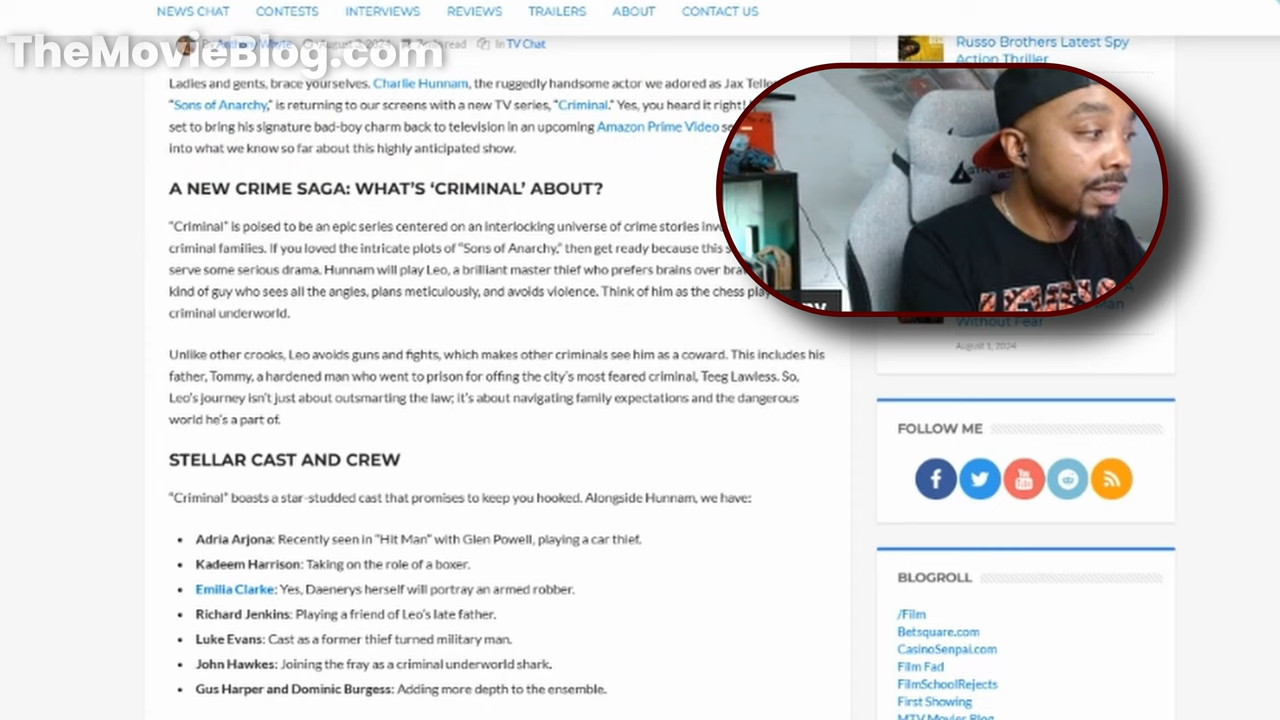 NEWS CHAT CONTESTS INTERVIEWS REVIEWS TRAILERS ABOUT CONTACT US
TheMovieBlog.com
In TV Chat
Ladies and gents, brace yourselves. Charlie Hunnam, the ruggedly handsome actor we adored as Jax Telle
"Sons of Anarchy," is returning to our screens with a new TV series, "Criminal." Yes, you heard it right!
set to bring his signature bad-boy charm back to television in an upcoming Amazon Prime Video se
into what we know so far about this highly anticipated show.
A NEW CRIME SAGA: WHAT'S 'CRIMINAL' ABOUT?
"Criminal" is poised to be an epic series centered on an interlocking universe of crime stories inv
criminal families. If you loved the intricate plots of "Sons of Anarchy," then get ready because this s
serve some serious drama. Hunnam will play Leo, a brilliant master thief who prefers brains over bra
kind of guy who sees all the angles, plans meticulously, and avoids violence. Think of him as the chess play
criminal underworld.
Unlike other crooks, Leo avoids guns and fights, which makes other criminals see him as a coward. This includes his
father, Tommy, a hardened man who went to prison for offing the city's most feared criminal, Teeg Lawless. So,
Leo's journey isn't just about outsmarting the law; it's about navigating family expectations and the dangerous
world he's a part of.
STELLAR CAST AND CREW
"Criminal" boasts a star-studded cast that promises to keep you hooked. Alongside Hunnam, we have:
• Adria Arjona: Recently seen in "Hit Man" with Glen Powell, playing a car thief.
• Kadeem Harrison: Taking on the role of a boxer.
• Emilia Clarke: Yes, Daenerys herself will portray an armed robber.
• Richard Jenkins: Playing a friend of Leo's late father.
• Luke Evans: Cast as a former thief turned military man.
• John Hawkes: Joining the fray as a criminal underworld shark.
• Gus Harper and Dominic Burgess: Adding more depth to the ensemble.
Russo Brothers Latest Spy
Action Thriller
Without Fear
August 1, 2024
FOLLOW ME
BLOGROLL
/Film
Betsquare.com
CasinoSenpai.com
Film Fad
FilmSchoolRejects
First Showing
MTV Movies Blog